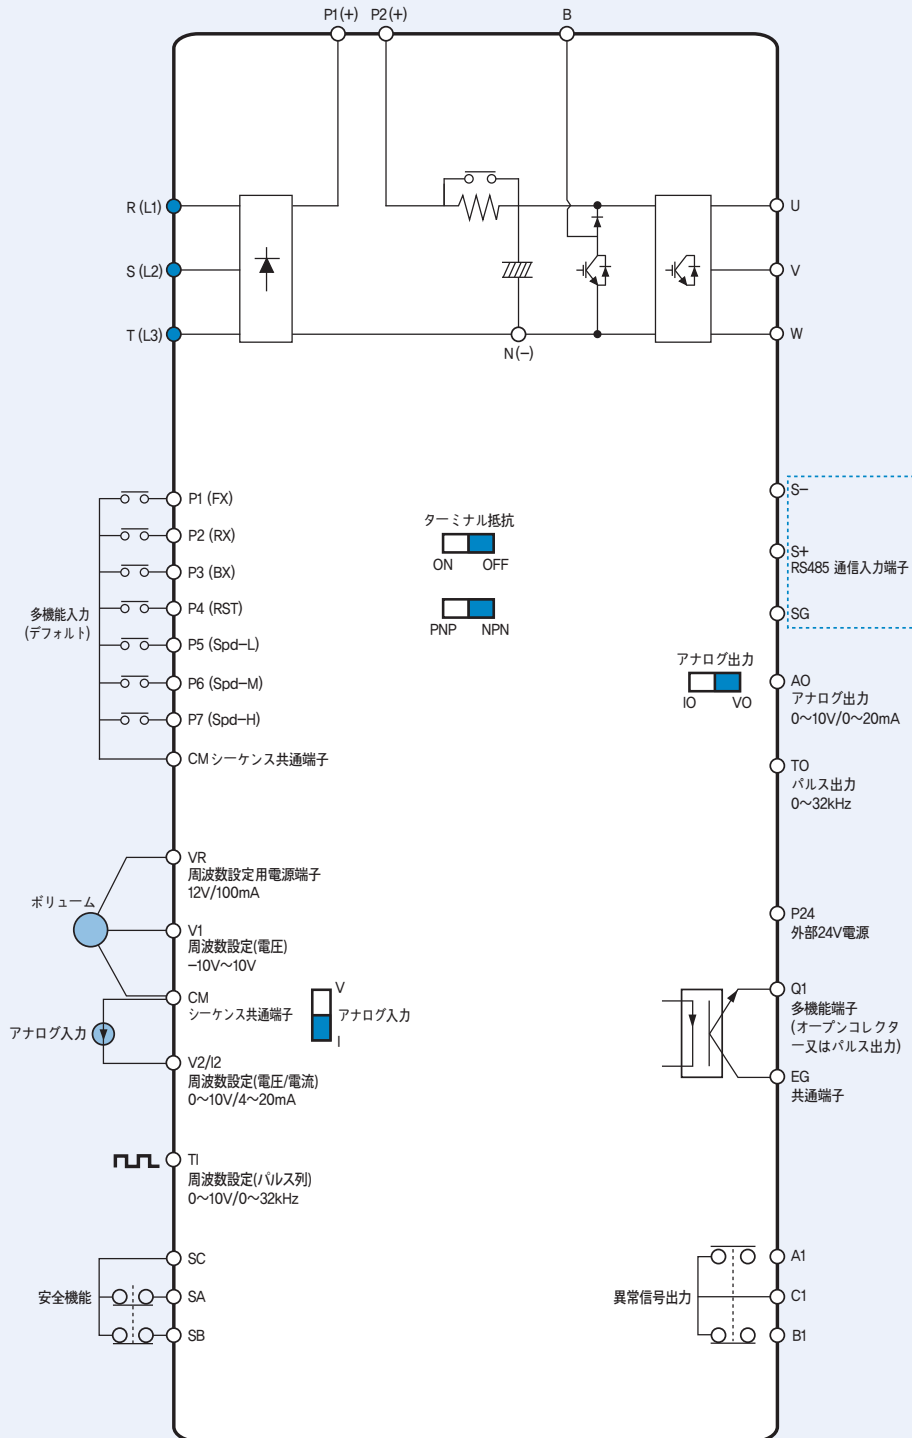 P1(+)
P2(+)
B
R (L1)
S (L2)
T (L3)
U
V
W
N(−)
多機能入力
(デフォルト)
P1 (FX)
P2 (RX)
P3 (BX)
P4 (RST)
P5 (Spd−L)
P6 (Spd−M)
P7 (Spd−H)
CM シーケンス共通端子
ターミナル抵抗
ON OFF
PNP NPN
S−
S+
RS485 通信入力端子
SG
アナログ出力
IO VO
AO
アナログ出力
0〜10V/0〜20mA
TO
パルス出力
0〜32kHz
ボリューム
VR
周波数設定用電源端子
12V/100mA
V1
周波数設定(電圧)
−10V〜10V
アナログ入力
CM
シーケンス共通端子
V
アナログ入力
I
V2/I2
周波数設定(電圧/電流)
0〜10V/4〜20mA
TI
周波数設定(パルス列)
0〜10V/0〜32kHz
P24
外部24V電源
Q1
多機能端子
(オープンコレクタ
ー又はパルス出力)
EG
共通端子
安全機能
SC
SA
SB
異常信号出力
A1
C1
B1